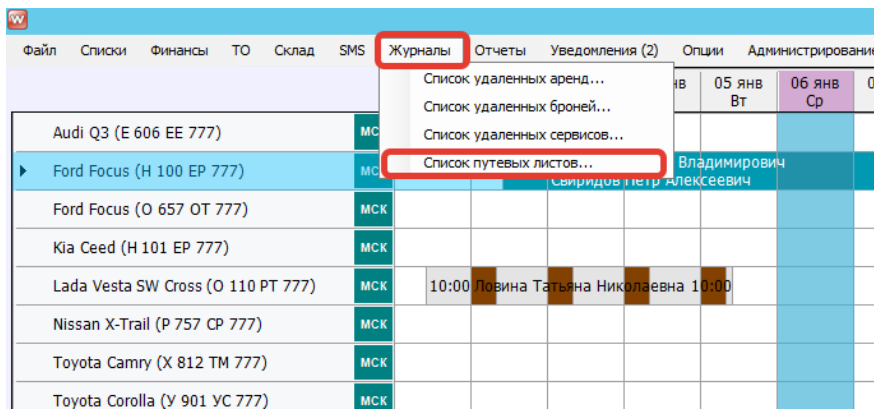 Файл Списки Финансы ТО Склад SMS Журналы Отчеты Уведомления (2) Опции Администрирование
Список удаленных аренд...
Список удаленных броней...
Список удаленных сервисов...
Список путевых листов...
05 янв 06 янв
Вт Ср
Audi Q3 (Е 606 ЕЕ 777)
Ford Focus (Н 100 ЕР 777) Владимирович
Свиридов Петр Алексеевич
Ford Focus (О 657 ОТ 777) МСК
Kia Ceed (Н 101 ЕР 777) МСК
Lada Vesta SW Cross (О 110 РТ 777) МСК 10:00 Ловина Татьяна Николаевна 10:00
Nissan X-Trail (Р 757 СР 777) МСК
Toyota Camry (Х 812 ТМ 777) МСК
Toyota Corolla (У 901 УС 777) МСК